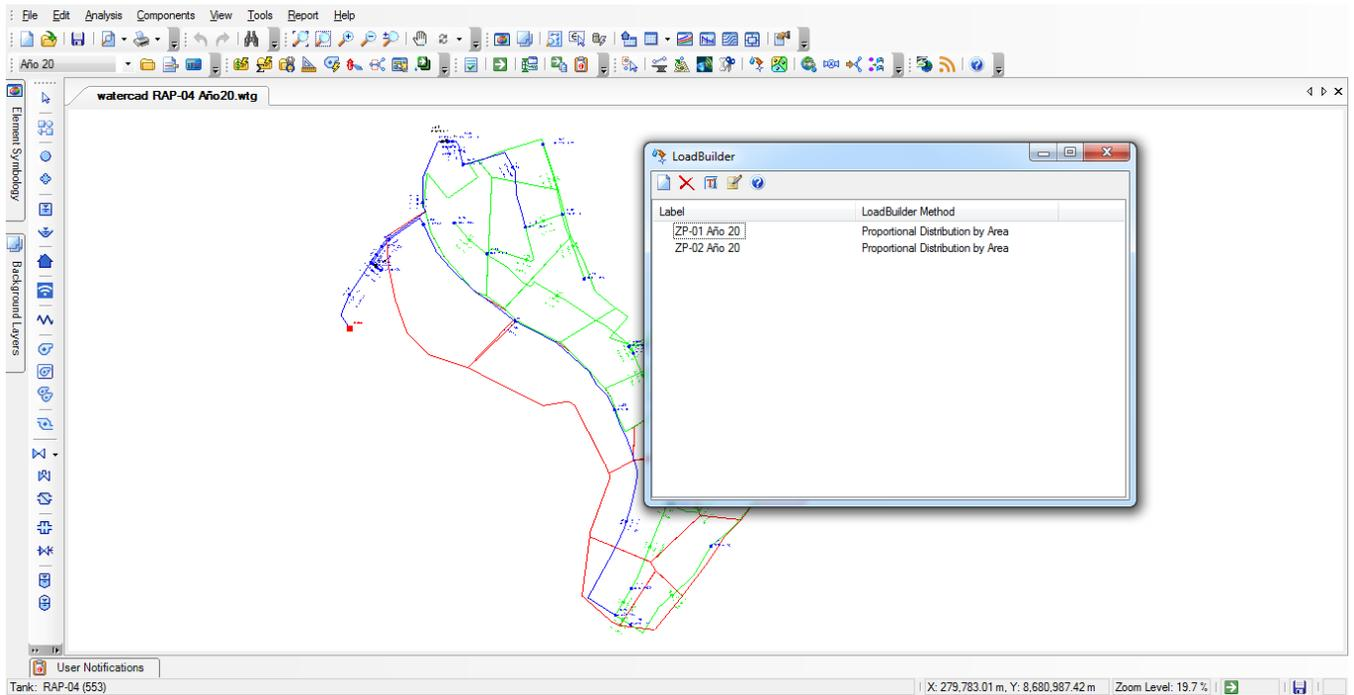 File Edit Analysis Components View Tools Report Help
Año 20
watercad RAP-04 Año20.wtg
Element Symbology
Background Layers
LoadBuilder
Label LoadBuilder Method
ZP-01 Año 20 Proportional Distribution by Area
ZP-02 Año 20 Proportional Distribution by Area
User Notifications
Tank: RAP-04 (553) X: 279,783.01 m, Y: 8,680,987.42 m Zoom Level: 19.7 %